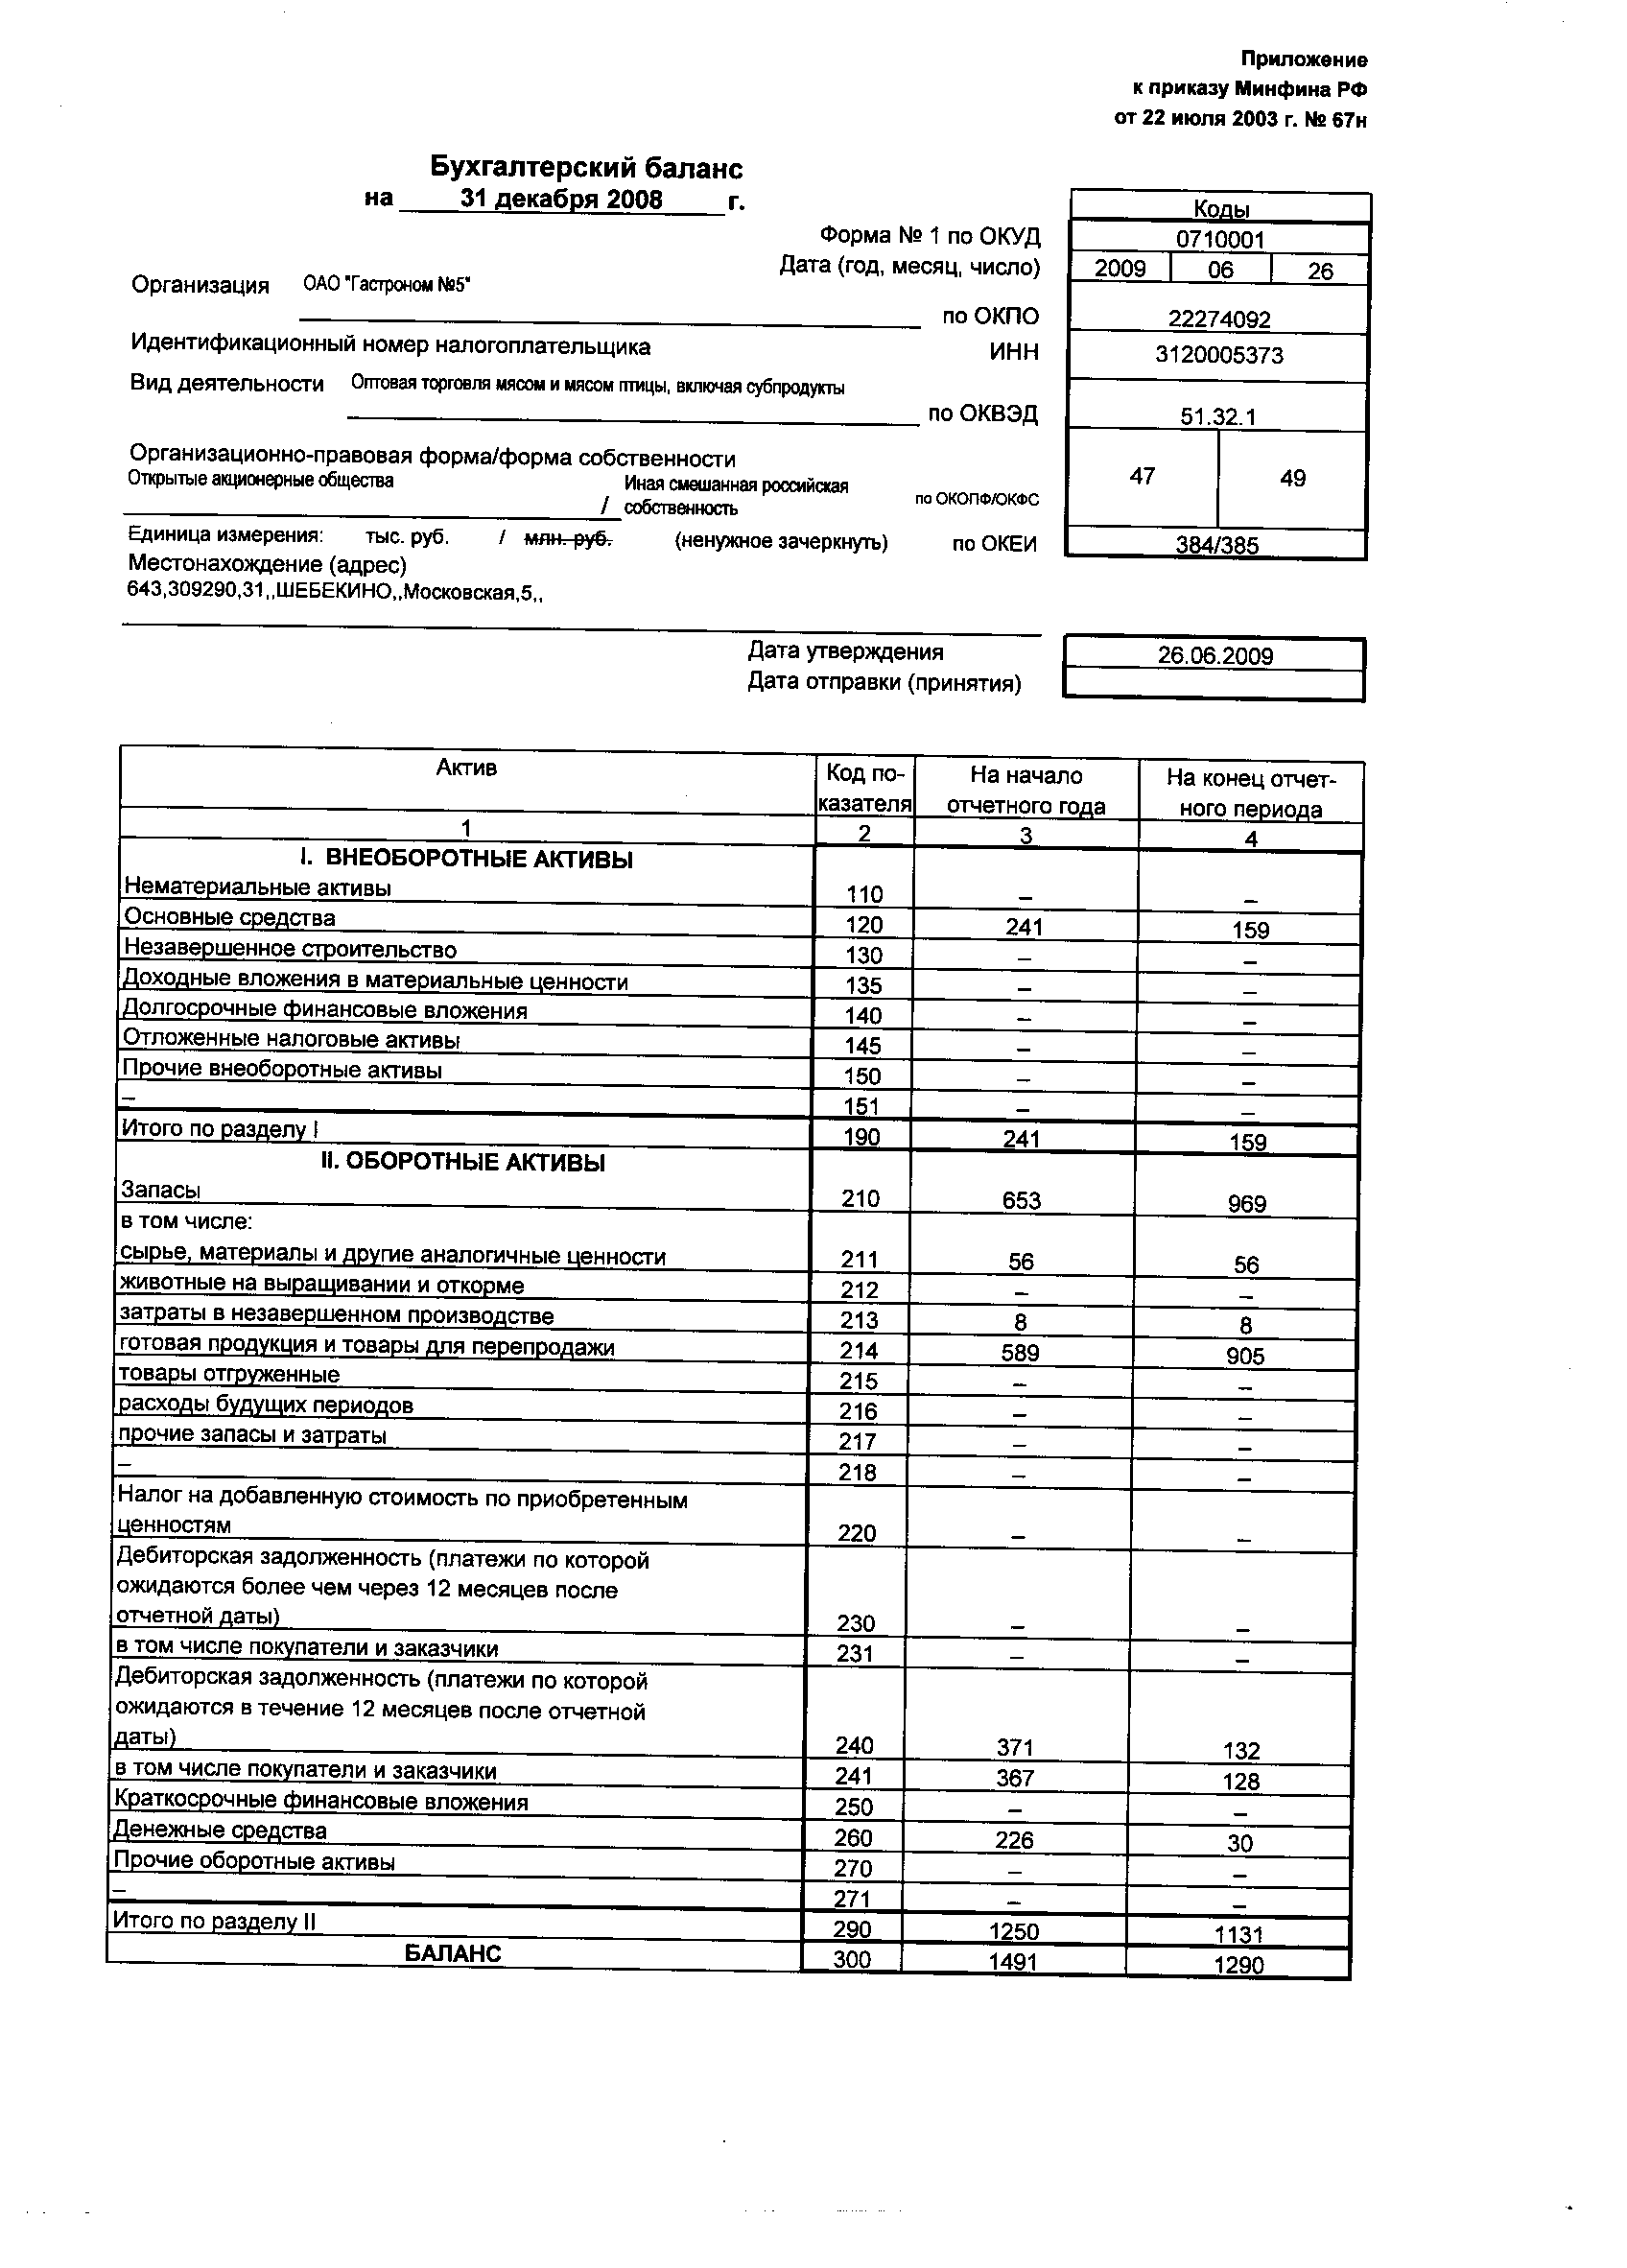 Приложение
к приказу Минфина РФ
от 22 июля 2003 г. № 67н
Бухгалтерский баланс
на 31 декабря 2008 г.
Коды
Форма № 1 по ОКУД 0710001
Дата (год, месяц, число) 2009 06 26
Организация ОАО "Гастроном №5"
по ОКПО 22274092
Идентификационный номер налогоплательщика ИНН 3120005373
Вид деятельности Оптовая торговля мясом и мясом птицы, включая субпродукты
по ОКВЭД 51.32.1
Организационно-правовая форма/форма собственности
Открытые акционерные общества / Иная смешанная российская собственность по ОКОПФ/ОКФС 47 49
Единица измерения: тыс. руб. / млн. руб. (ненужное зачеркнуть) по ОКЕИ 384/385
Местонахождение (адрес)
643,309290,31,,ШЕБЕКИНО,,Московская,5,,
Дата утверждения 26.06.2009
Дата отправки (принятия)
Актив Код по- На начало На конец отчет-
казателя отчетного года ного периода
1 2 3 4
I. ВНЕОБОРОТНЫЕ АКТИВЫ
Нематериальные активы 110 – –
Основные средства 120 241 159
Незавершенное строительство 130 – –
Доходные вложения в материальные ценности 135 – –
Долгосрочные финансовые вложения 140 – –
Отложенные налоговые активы 145 – –
Прочие внеоборотные активы 150 – –
– 151 – –
Итого по разделу I 190 241 159
II. ОБОРОТНЫЕ АКТИВЫ
Запасы 210 653 969
в том числе:
сырье, материалы и другие аналогичные ценности 211 56 56
животные на выращивании и откорме 212 – –
затраты в незавершенном производстве 213 8 8
готовая продукция и товары для перепродажи 214 589 905
товары отгруженные 215 – –
расходы будущих периодов 216 – –
прочие запасы и затраты 217 – –
– 218 – –
Налог на добавленную стоимость по приобретенным
ценностям 220 – –
Дебиторская задолженность (платежи по которой
ожидаются более чем через 12 месяцев после
отчетной даты) 230 – –
в том числе покупатели и заказчики 231 – –
Дебиторская задолженность (платежи по которой
ожидаются в течение 12 месяцев после отчетной
даты) 240 371 132
в том числе покупатели и заказчики 241 367 128
Краткосрочные финансовые вложения 250 – –
Денежные средства 260 226 30
Прочие оборотные активы 270 – –
– 271 – –
Итого по разделу II 290 1250 1131
БАЛАНС 300 1491 1290